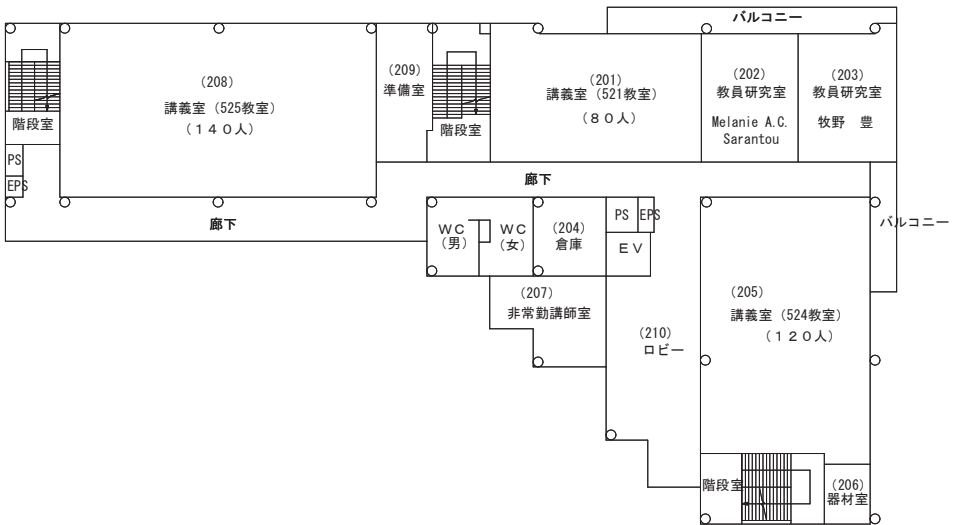 バルコニー
(208)
講義室(525教室)
(140人)
(209)
準備室
(201)
講義室(521教室)
(80人)
(202)
教員研究室
Melanie A.C.
Sarantou
(203)
教員研究室
牧野 豊
階段室
階段室
PS
EPS
廊下
廊下
バルコニー
WC
(男)
WC
(女)
(204)
倉庫
PS
EPS
EV
(207)
非常勤講師室
(205)
講義室(524教室)
(120人)
(210)
ロビー
階段室
(206)
器材室